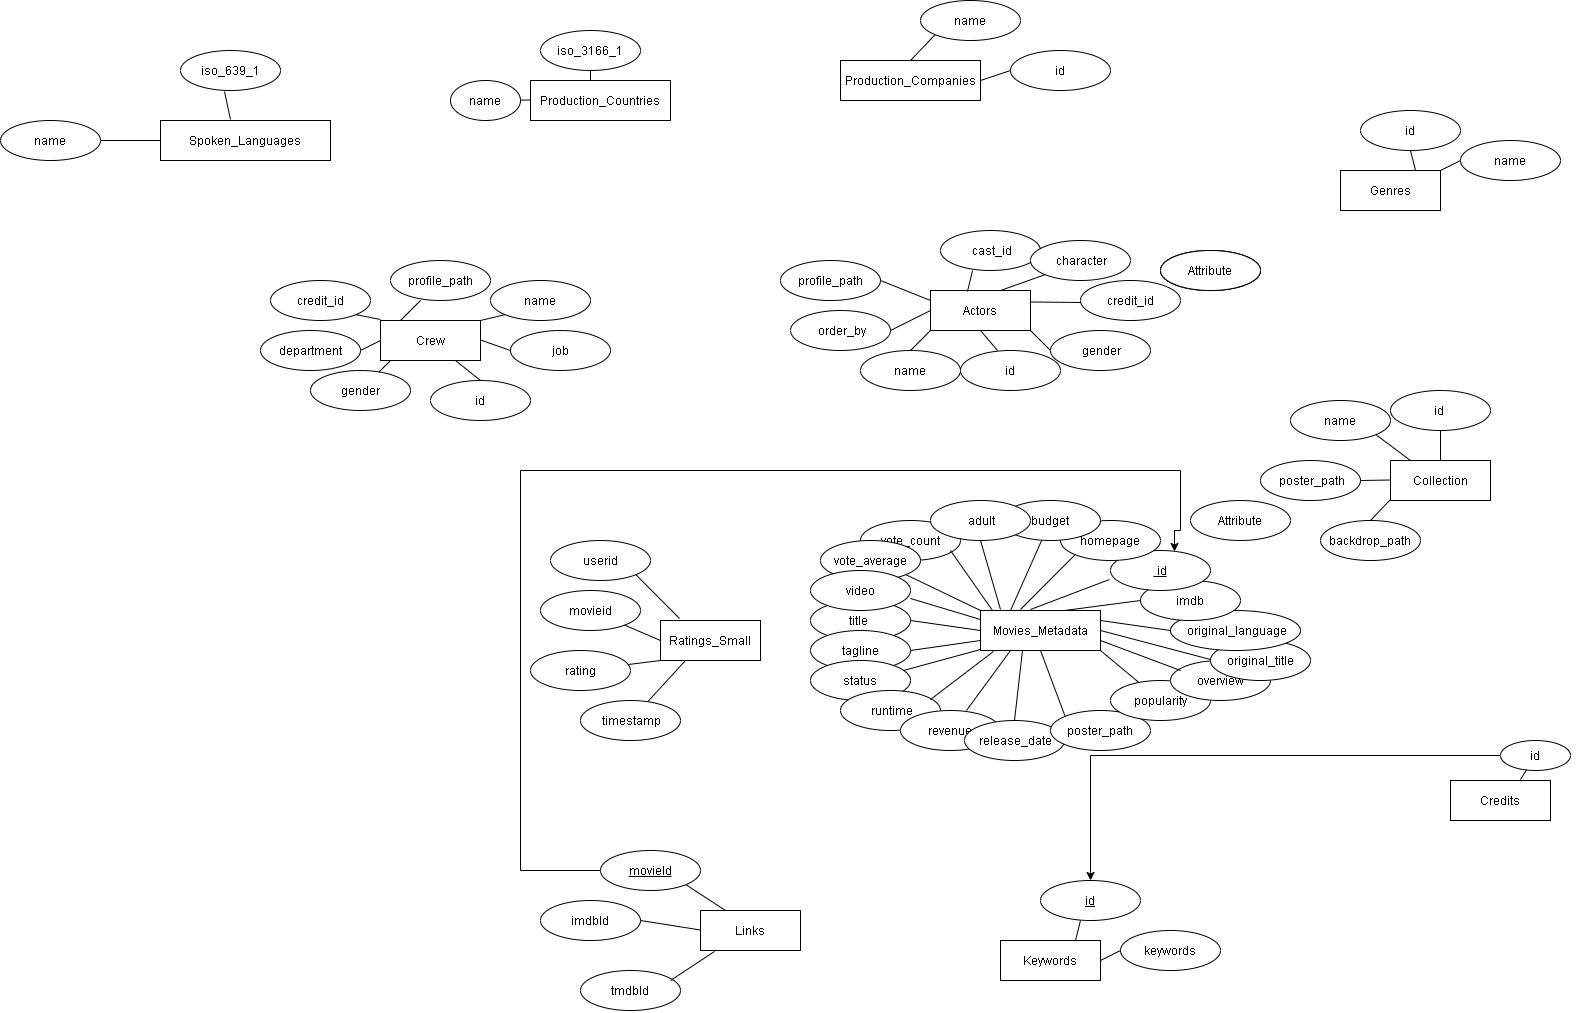 name
iso_3166_1
iso_639_1
id
Production_Companies
name
Production_Countries
id
name
Spoken_Languages
name
Genres
cast_id
character
Attribute
profile_path
profile_path
name
credit_id
credit_id
Actors
order_by
Crew
department
job
gender
name
id
gender
id
id
name
Collection
poster_path
backdrop_path
Attribute
adult
budget
vote_count
homepage
vote_average
id
userid
video
imdb
movieid
title
Movies_Metadata
original_language
Ratings_Small
tagline
original_title
rating
status
overview
runtime
popularity
timestamp
revenue
release_date
poster_path
id
Credits
movieId
id
imdbId
Links
keywords
Keywords
tmdbId